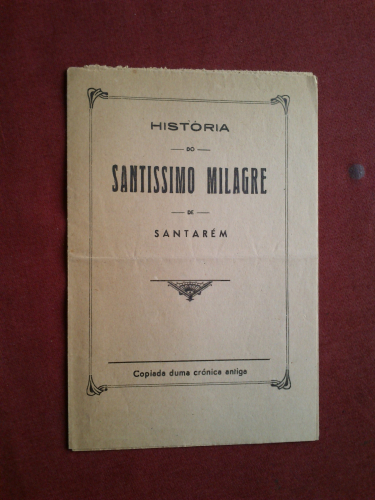 HISTÓRIA
DO
SANTISSIMO MILAGRE
DE
SANTARÉM
Copiada duma crónica antiga